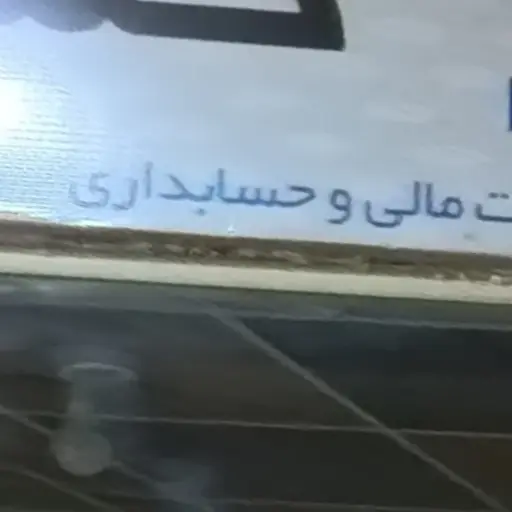 مالی و حسابداری